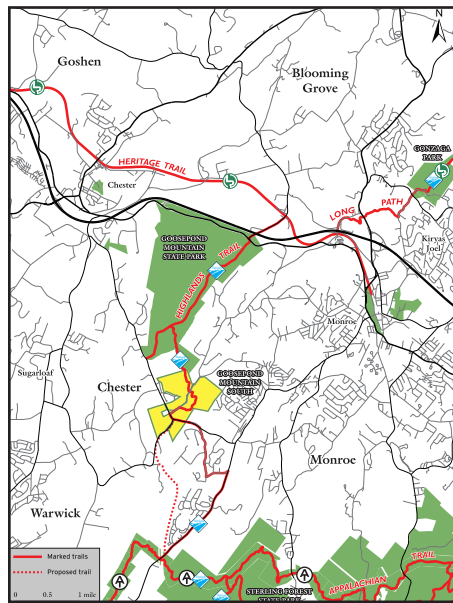 N
Goshen
Blooming
Grove
GONZAGA
PARK
HERITAGE TRAIL
Chester
LONG PATH
Kiryas
Joel
GOOSEPOND
MOUNTAIN
STATE PARK
HIGHLANDS TRAIL
Monroe
Sugarloaf
Chester
GOOSEPOND
MOUNTAIN
SOUTH
Monroe
Warwick
Marked trails
Proposed trail
0 0.5 1 mile
APPALACHIAN TRAIL
STERLING FOREST
STATE PARK